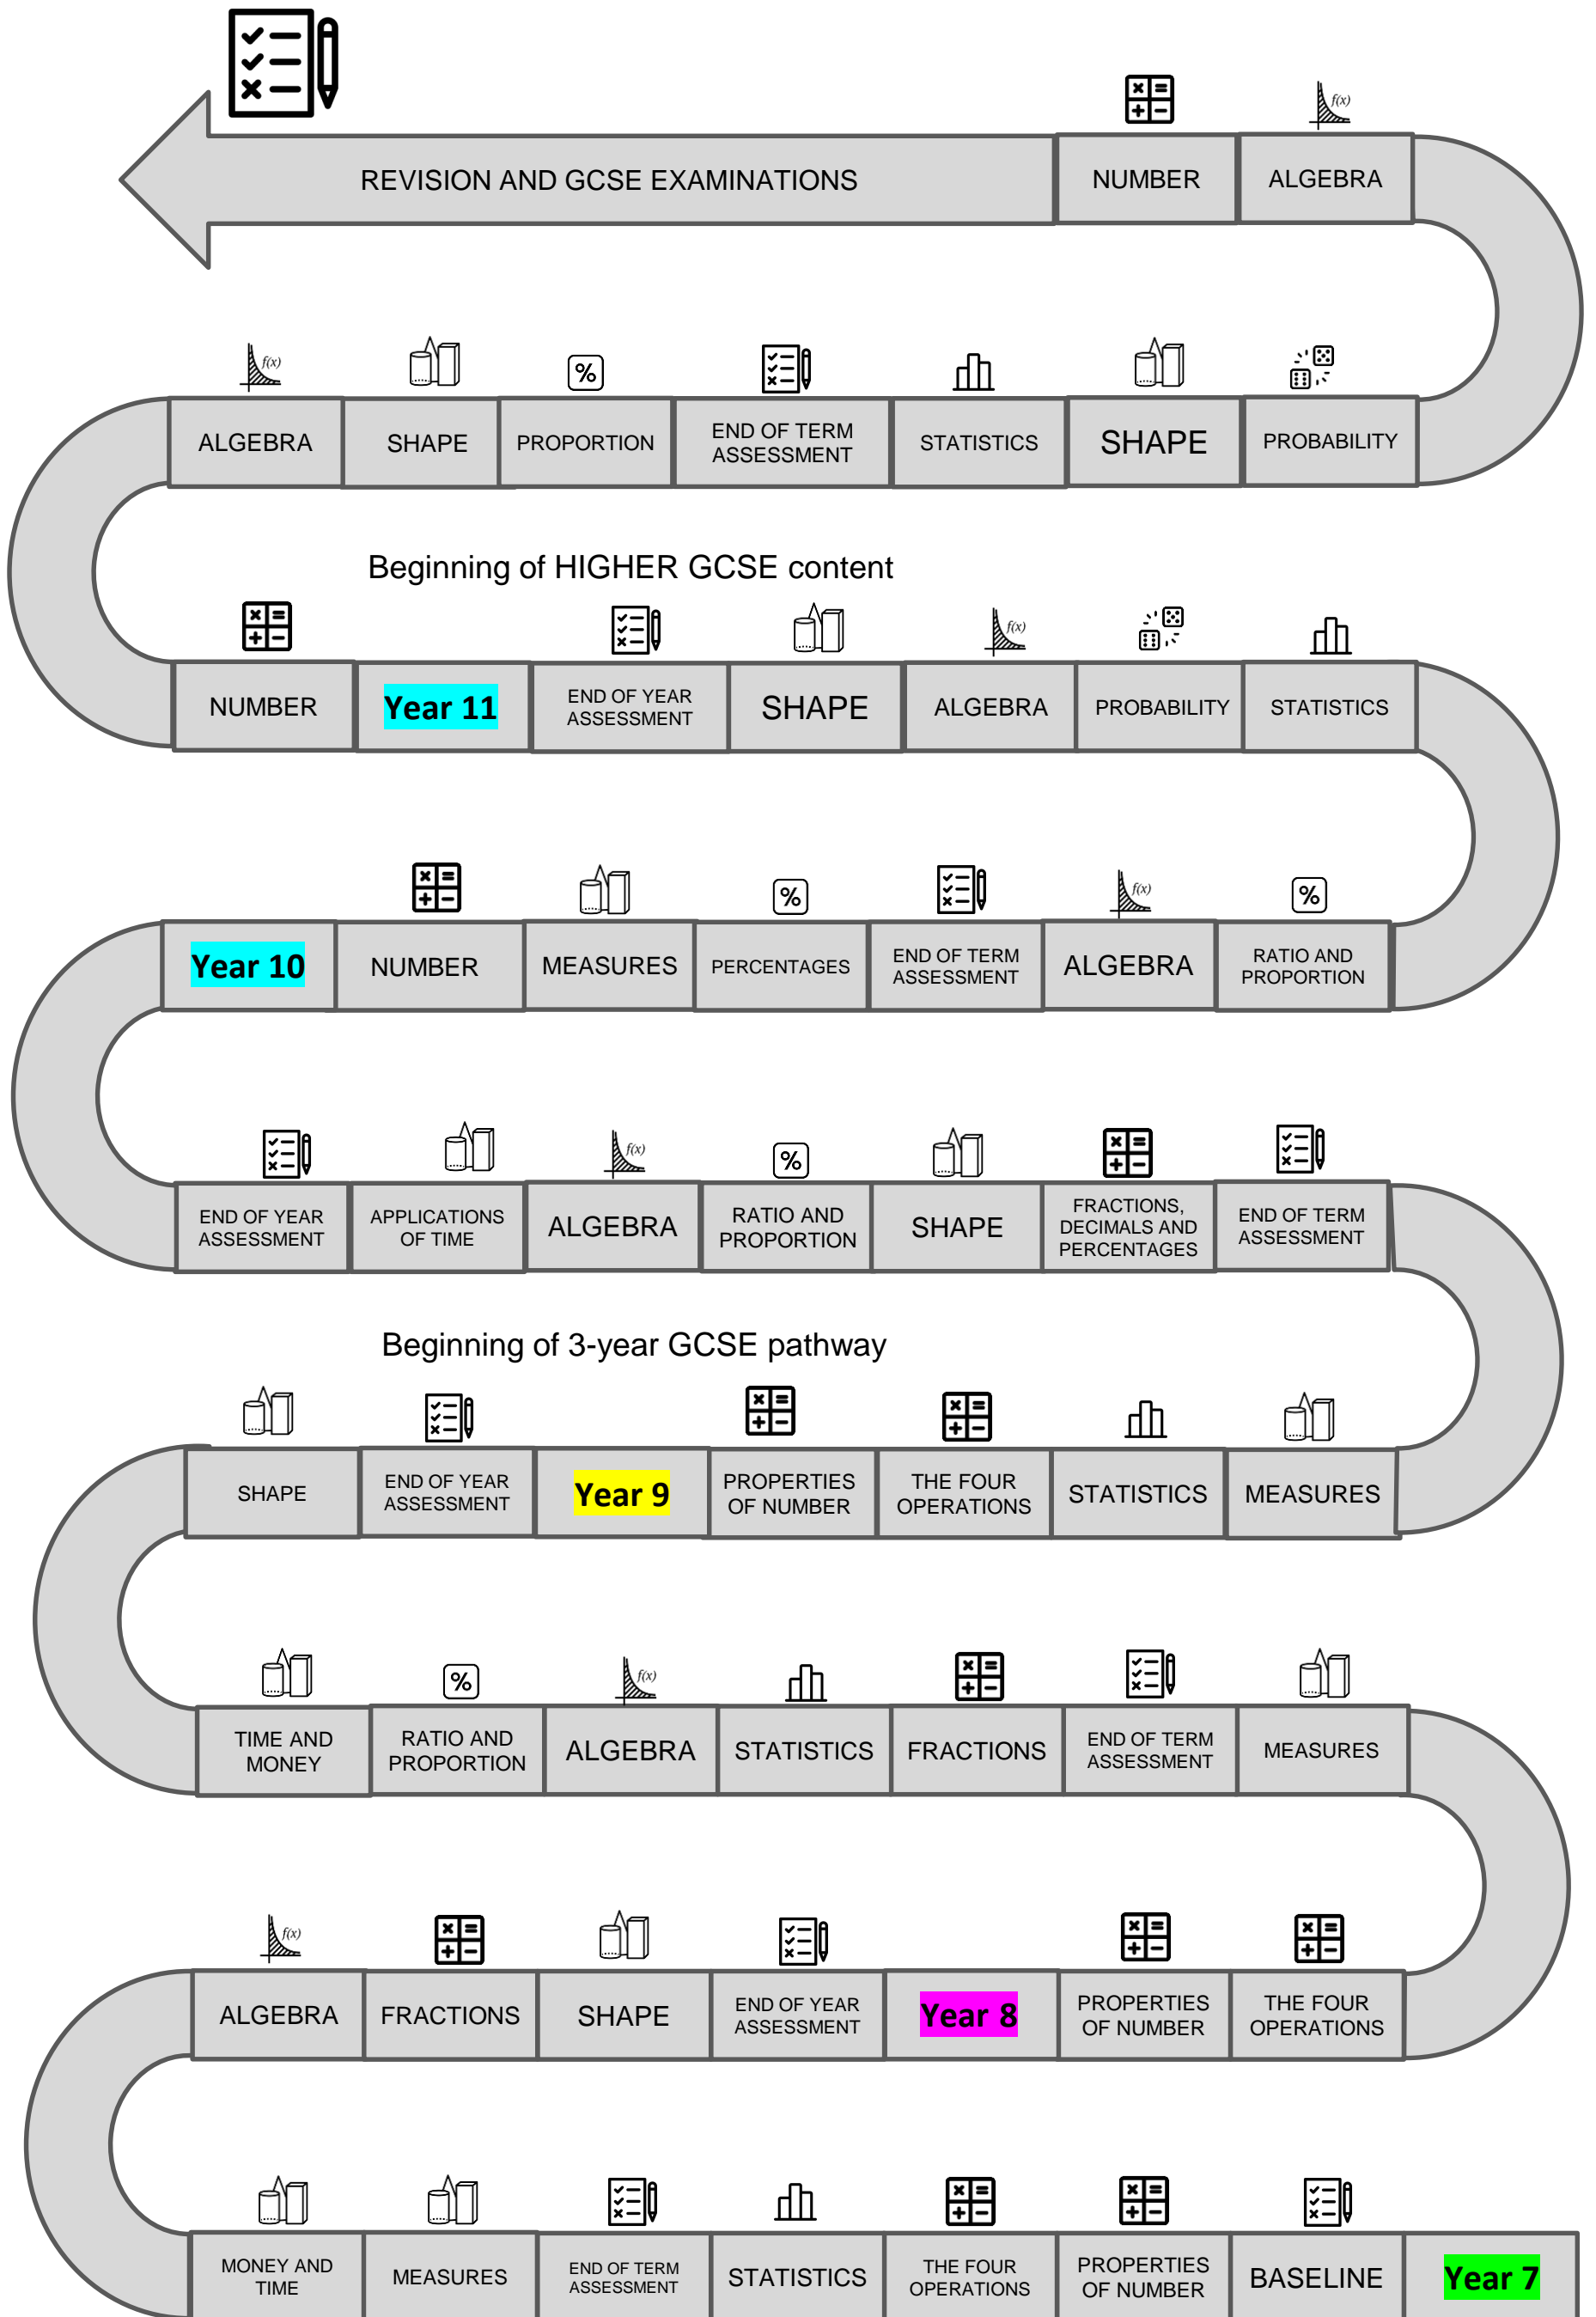 REVISION AND GCSE EXAMINATIONS
NUMBER
f(x)
ALGEBRA
f(x)
ALGEBRA
SHAPE
%
PROPORTION
END OF TERM
ASSESSMENT
STATISTICS
SHAPE
PROBABILITY
Beginning of HIGHER GCSE content
NUMBER
Year 11
END OF YEAR
ASSESSMENT
SHAPE
f(x)
ALGEBRA
PROBABILITY
STATISTICS
Year 10
NUMBER
MEASURES
%
PERCENTAGES
END OF TERM
ASSESSMENT
f(x)
ALGEBRA
%
RATIO AND
PROPORTION
END OF YEAR
ASSESSMENT
APPLICATIONS
OF TIME
f(x)
ALGEBRA
%
RATIO AND
PROPORTION
SHAPE
FRACTIONS,
DECIMALS AND
PERCENTAGES
END OF TERM
ASSESSMENT
Beginning of 3-year GCSE pathway
SHAPE
END OF YEAR
ASSESSMENT
Year 9
PROPERTIES
OF NUMBER
THE FOUR
OPERATIONS
STATISTICS
MEASURES
TIME AND
MONEY
%
RATIO AND
PROPORTION
f(x)
ALGEBRA
STATISTICS
FRACTIONS
END OF TERM
ASSESSMENT
MEASURES
f(x)
ALGEBRA
FRACTIONS
SHAPE
END OF YEAR
ASSESSMENT
Year 8
PROPERTIES
OF NUMBER
THE FOUR
OPERATIONS
MONEY AND
TIME
MEASURES
END OF TERM
ASSESSMENT
STATISTICS
THE FOUR
OPERATIONS
PROPERTIES
OF NUMBER
BASELINE
Year 7